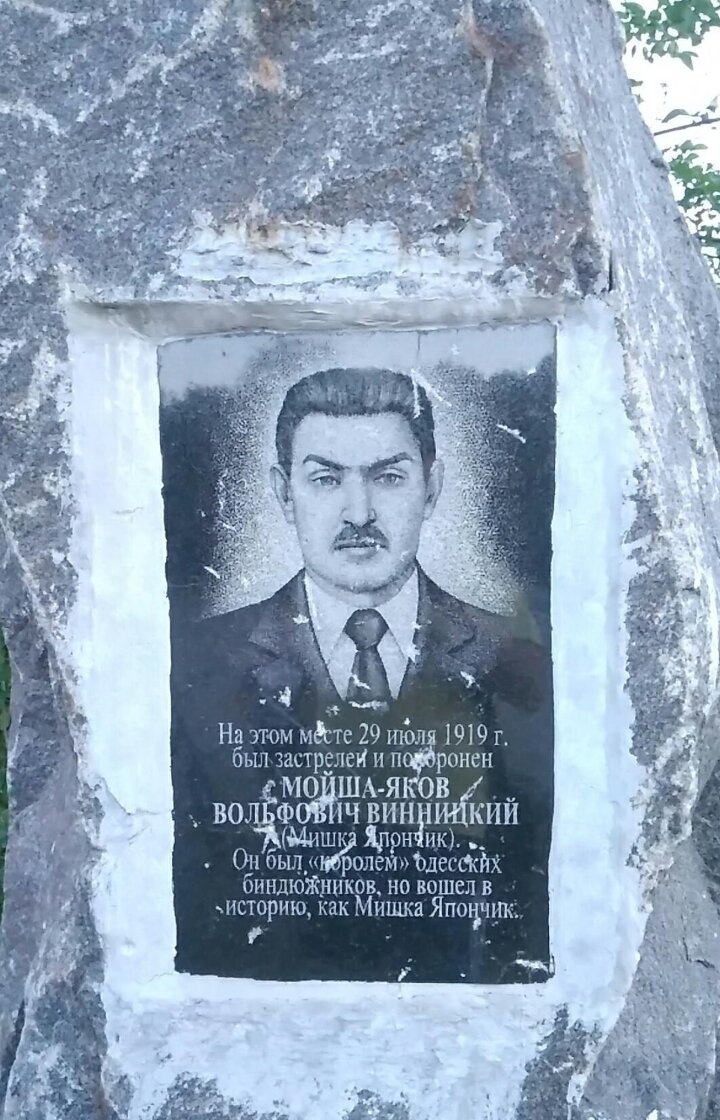 На этом месте 29 июля 1919 г.
был застрелен и похоронен
МОЙША-ЯКОВ
ВОЛЬФОВИЧ ВИННИЦКИЙ
(Мишка Япончик).
Он был «королем» одесских
биндюжников, но вошел в
историю, как Мишка Япончик.